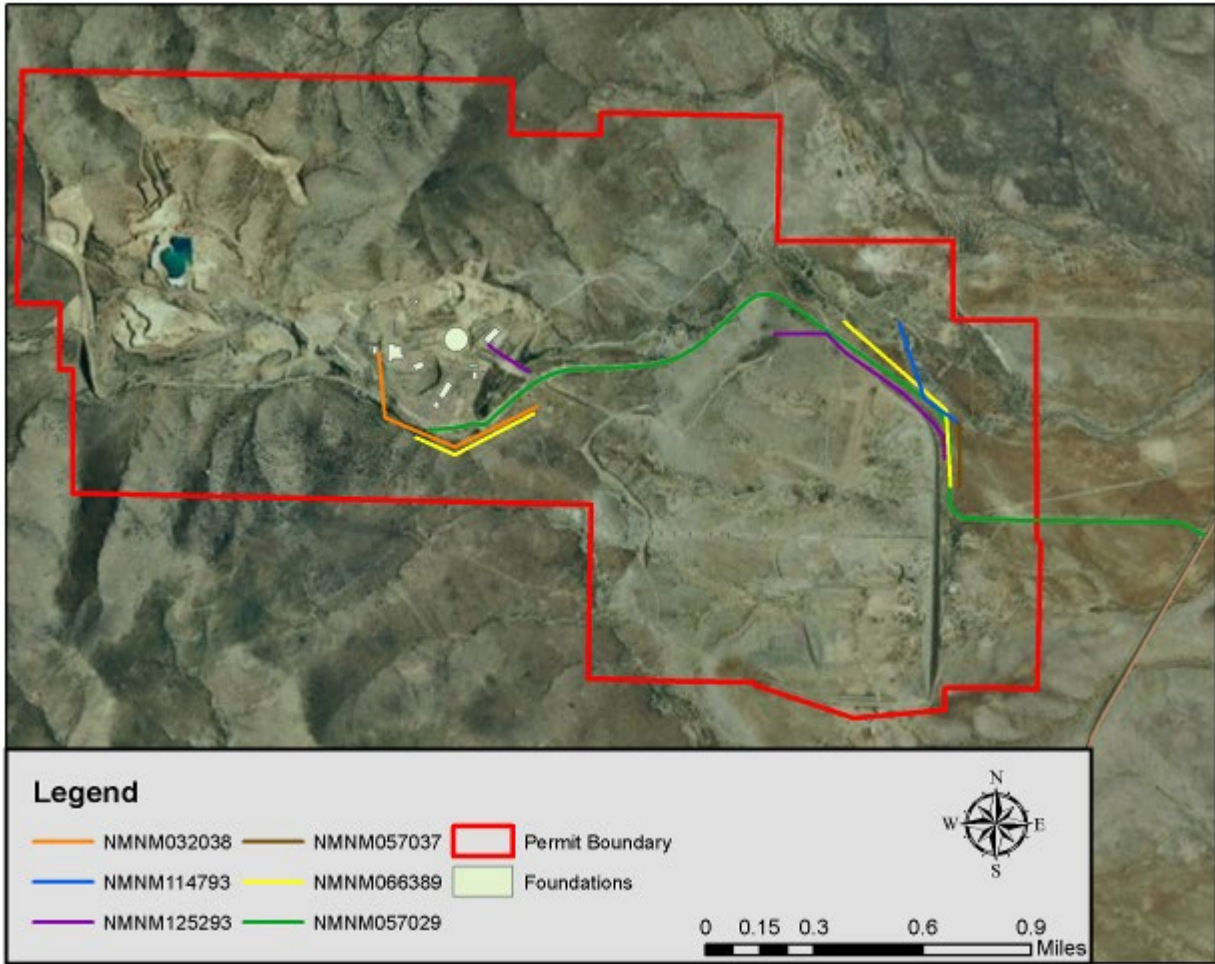 Legend
N
W E
S
NMNM032038 NMNM057037 Permit Boundary
NMNM114793 NMNM066389 Foundations
NMNM125293 NMNM057029
0 0.15 0.3 0.6 0.9
Miles